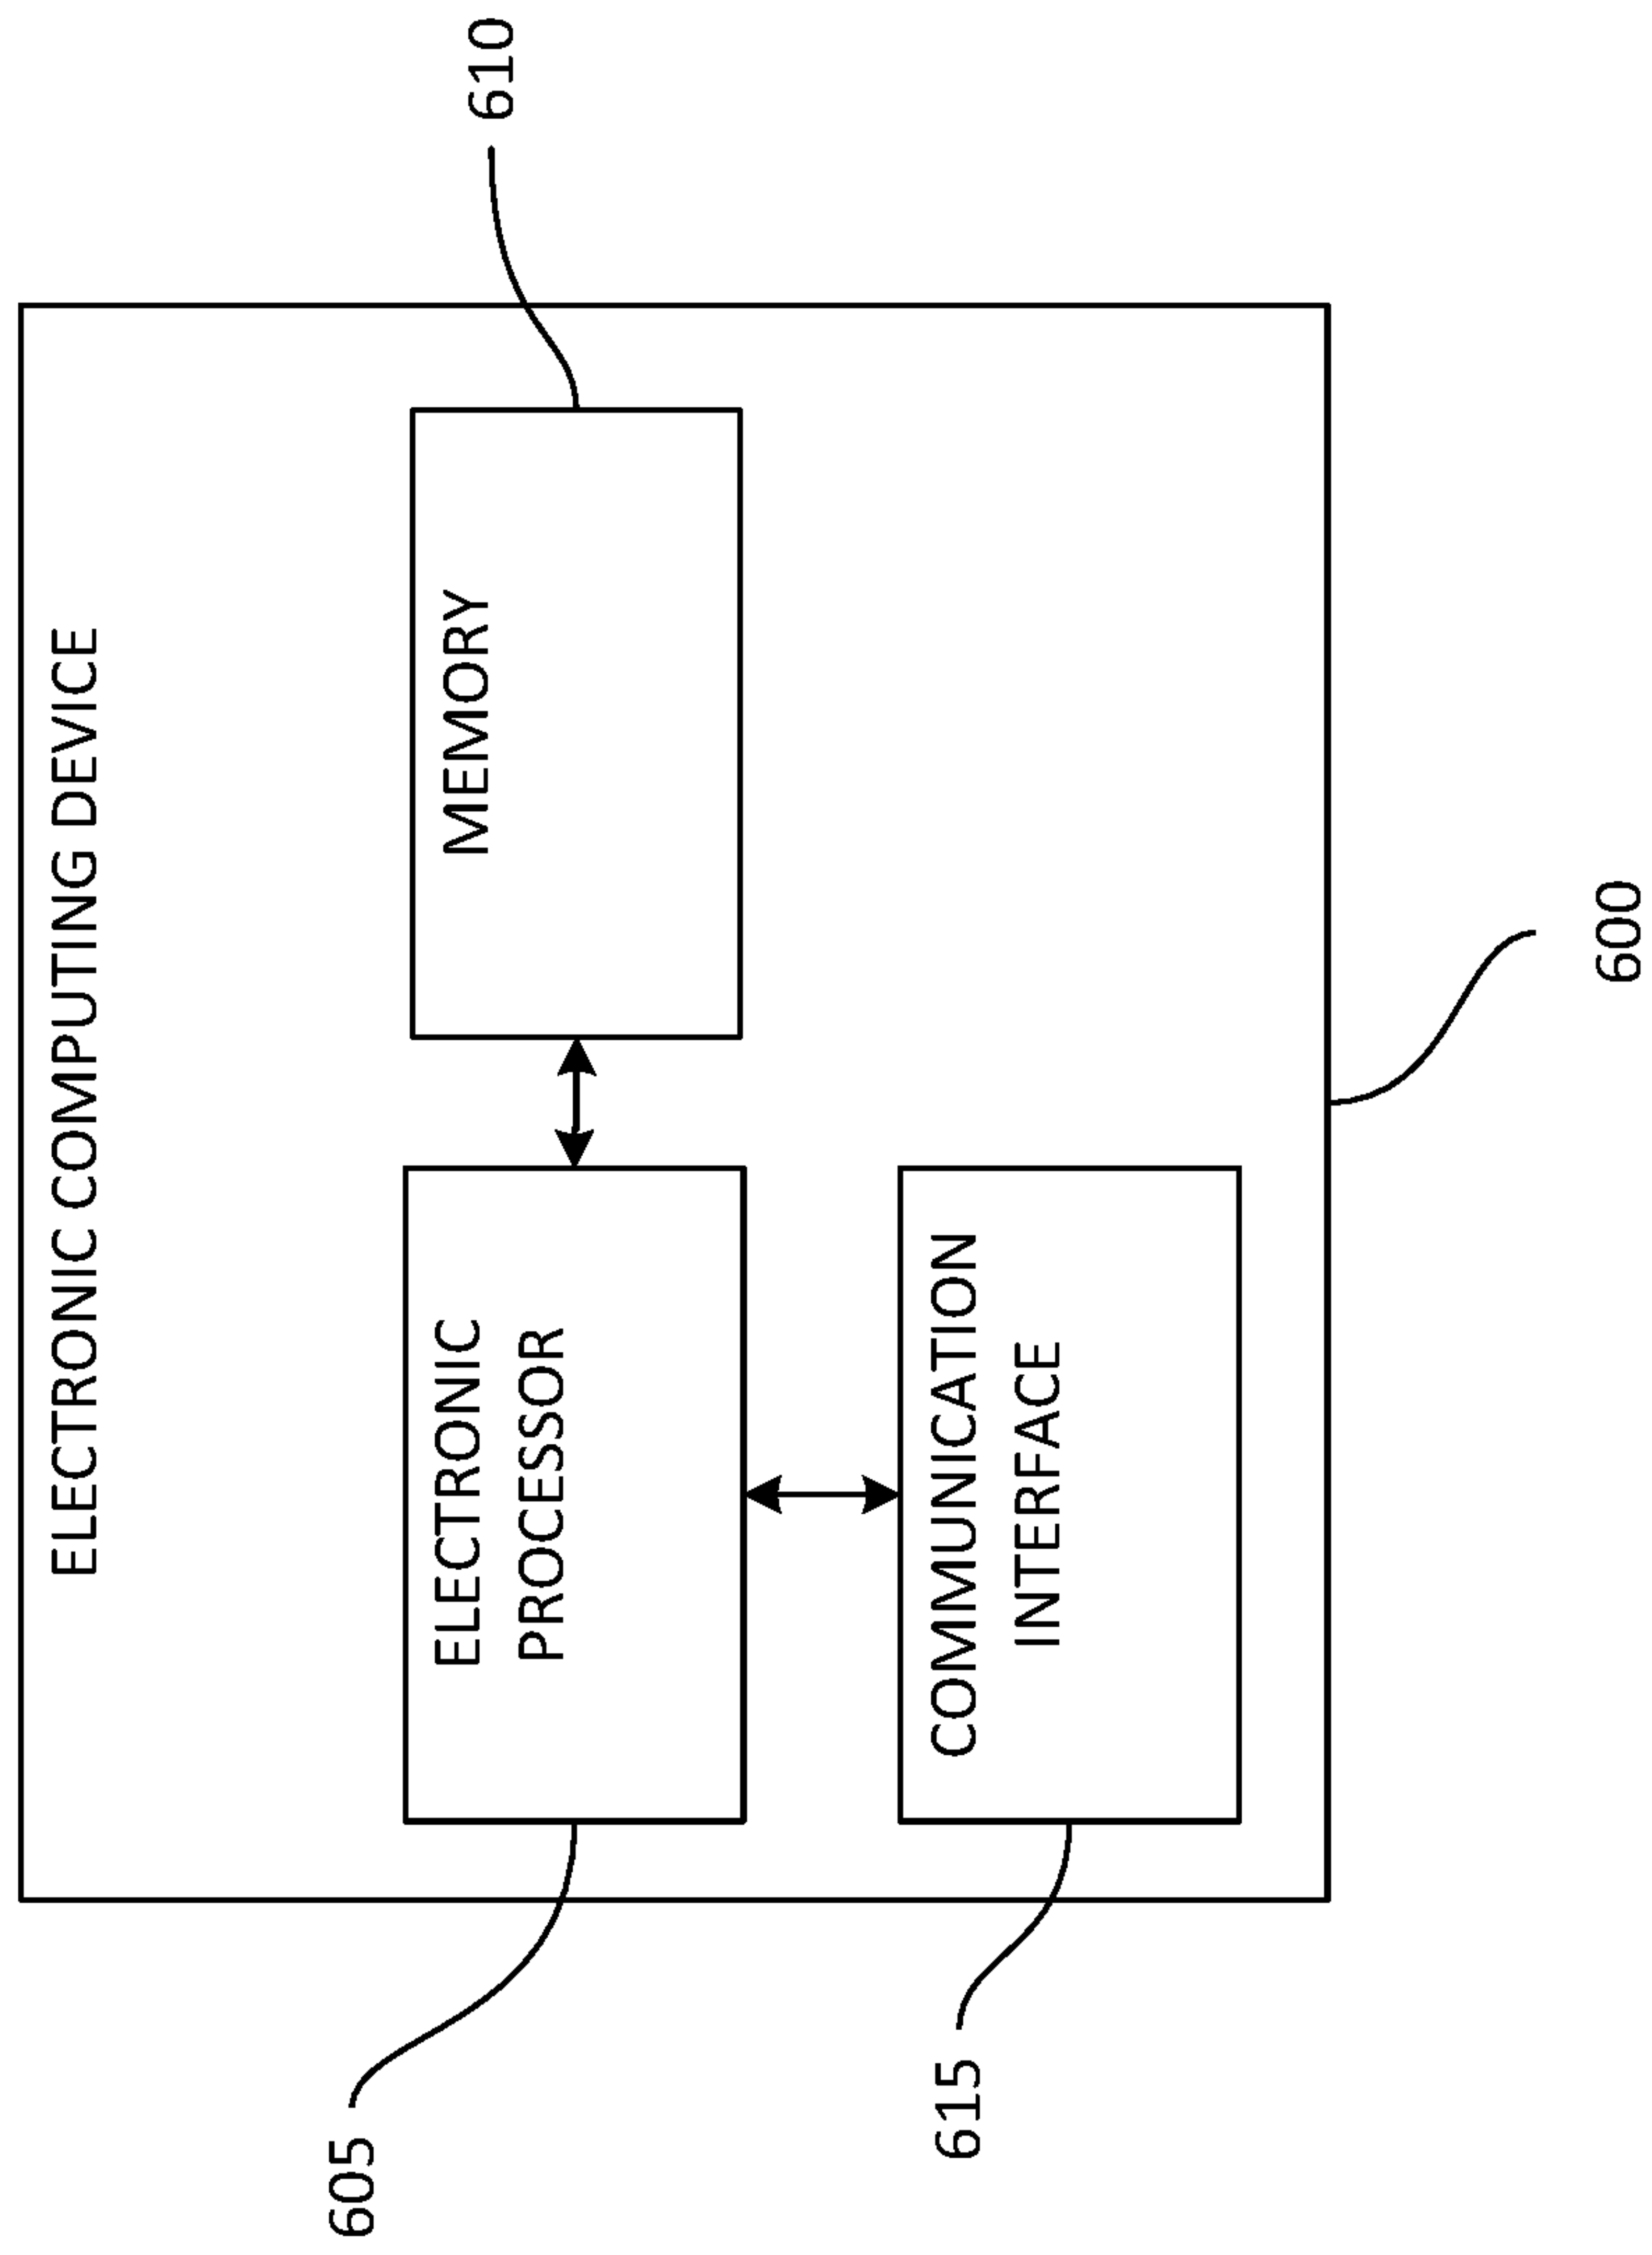 ELECTRONIC COMPUTING DEVICE
605
610
ELECTRONIC
PROCESSOR
MEMORY
615
COMMUNICATION
INTERFACE
600